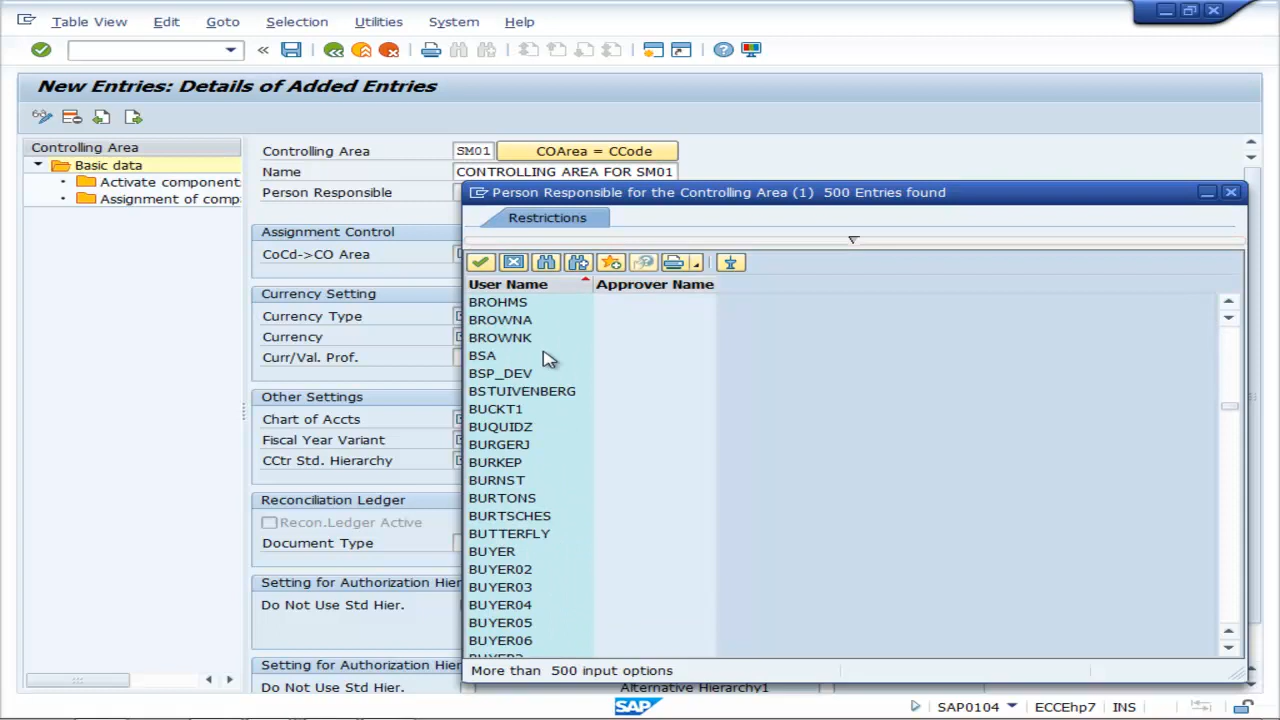 Table View Edit Goto Selection Utilities System Help
New Entries: Details of Added Entries
Controlling Area
Basic data
Activate component
Assignment of comp
Controlling Area SM01 COArea = CCode
Name CONTROLLING AREA FOR SM01
Person Responsible
Assignment Control
CoCd->CO Area
Currency Setting
Currency Type
Currency
Curr/Val. Prof.
Other Settings
Chart of Accts
Fiscal Year Variant
CCtr Std. Hierarchy
Reconciliation Ledger
Recon.Ledger Active
Document Type
Setting for Authorization Hier
Do Not Use Std Hier.
Setting for Authorization Hier
Do Not Use Std Hier. Alternative Hierarchy1
Person Responsible for the Controlling Area (1) 500 Entries found
Restrictions
User Name Approver Name
BROHMS
BROWNA
BROWNK
BSA
BSP_DEV
BSTUIVENBERG
BUCKT1
BUQUIDZ
BURGERJ
BURKEP
BURNST
BURTONS
BURTSCHES
BUTTERFLY
BUYER
BUYER02
BUYER03
BUYER04
BUYER05
BUYER06
More than 500 input options
SAP SAP0104 ECCEhp7 INS